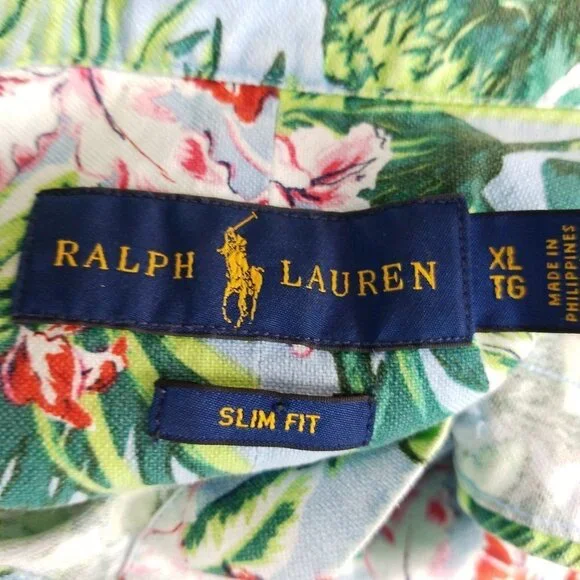 RALPH LAUREN
XL
TG
MADE IN
PHILIPPINES
SLIM FIT